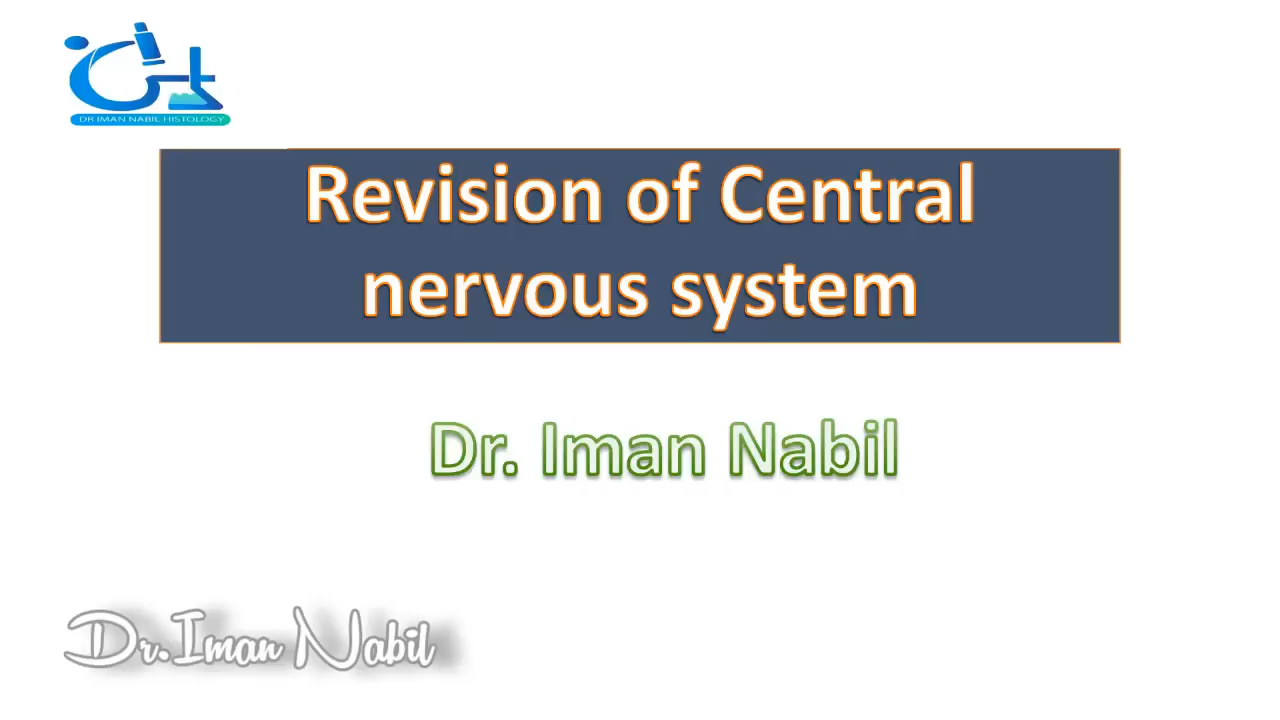 DR IMAN NABIL HISTOLOGY
Revision of Central
nervous system
Dr. Iman Nabil
Dr. Iman Nabil